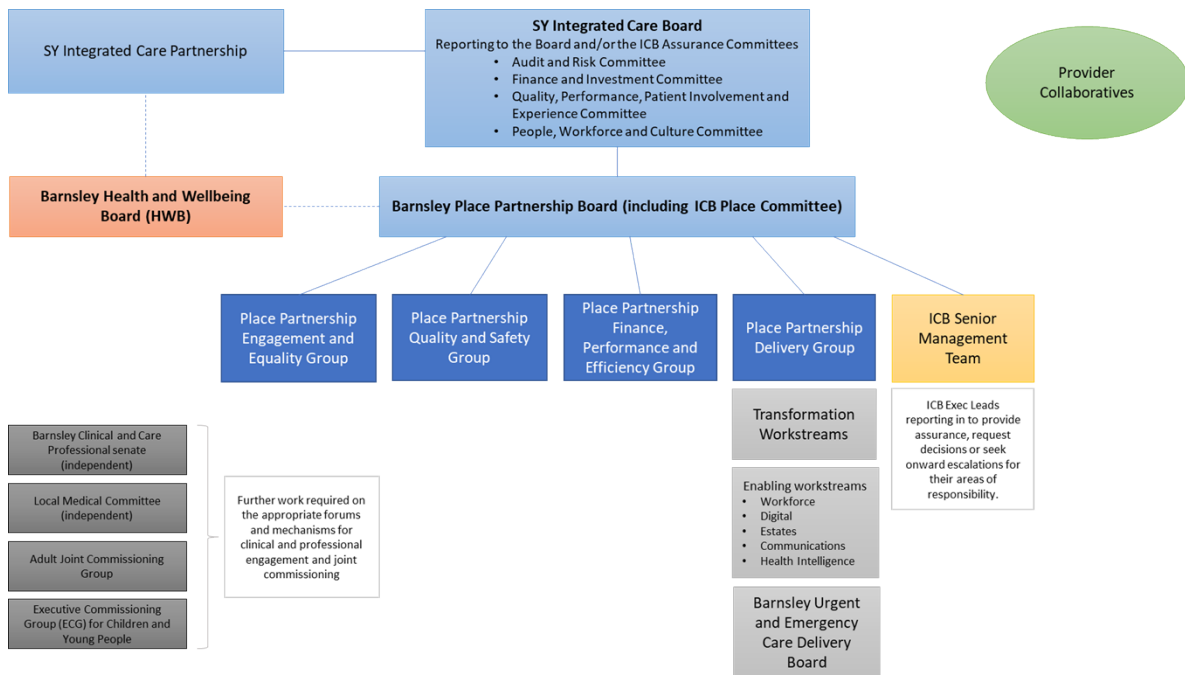 SY Integrated Care Partnership
SY Integrated Care Board
Reporting to the Board and/or the ICB Assurance Committees
• Audit and Risk Committee
• Finance and Investment Committee
• Quality, Performance, Patient Involvement and
Experience Committee
• People, Workforce and Culture Committee
Provider
Collaboratives
Barnsley Health and Wellbeing
Board (HWB)
Barnsley Place Partnership Board (including ICB Place Committee)
Place Partnership
Engagement and
Equality Group
Place Partnership
Quality and Safety
Group
Place Partnership
Finance,
Performance and
Efficiency Group
Place Partnership
Delivery Group
ICB Senior
Management
Team
Transformation
Workstreams
Enabling workstreams
• Workforce
• Digital
• Estates
• Communications
• Health Intelligence
Barnsley Urgent
and Emergency
Care Delivery
Board
ICB Exec Leads
reporting in to provide
assurance, request
decisions or seek
onward escalations for
their areas of
responsibility.
Barnsley Clinical and Care
Professional senate
(independent)
Local Medical Committee
(independent)
Adult Joint Commissioning
Group
Executive Commissioning
Group (ECG) for Children and
Young People
Further work required on
the appropriate forums
and mechanisms for
clinical and professional
engagement and joint
commissioning